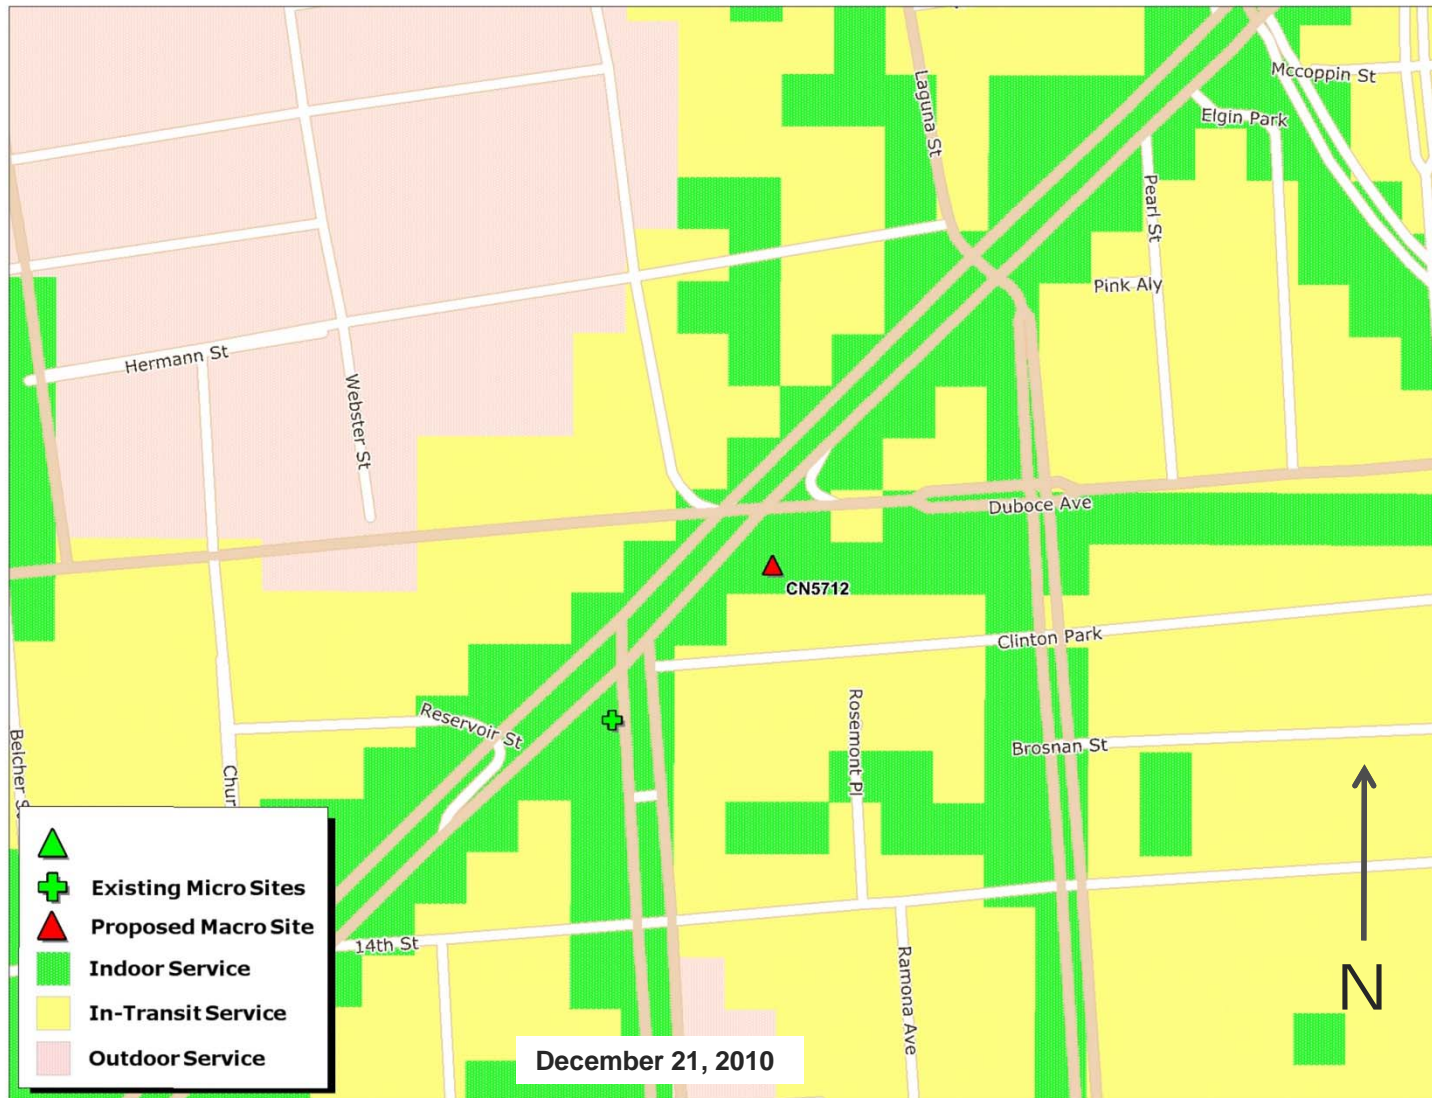 Mccoppin St
Elgin Park
Laguna St
Pearl St
Pink Aly
Hermann St
Webster St
Duboce Ave
CN5712
Clinton Park
Reservoir St
Rosemont Pl
Brosnan St
Belcher S
Chur
Existing Micro Sites
Proposed Macro Site
Indoor Service
In-Transit Service
Outdoor Service
14th St
Ramona Ave
N
December 21, 2010